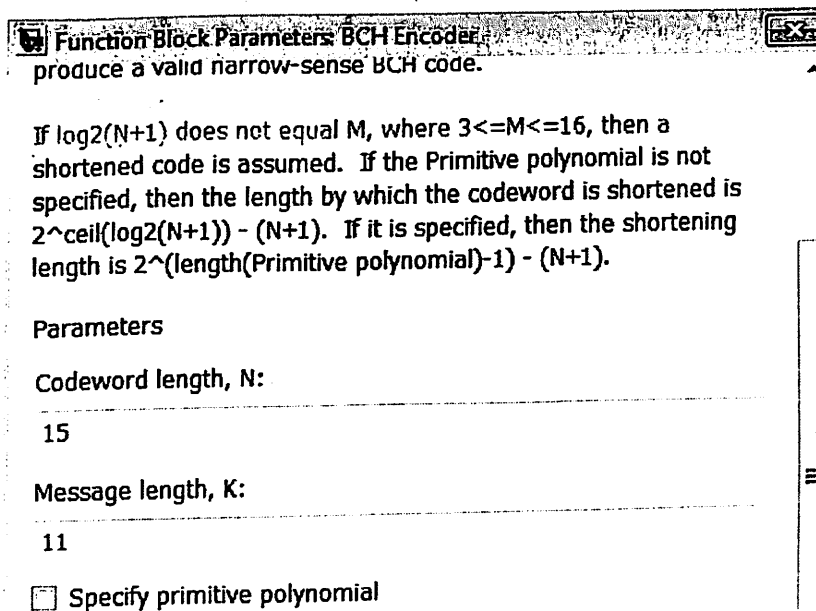 Function Block Parameters: BCH Encoder
produce a valid narrow-sense BCH code.
If log2(N+1) does not equal M, where 3<=M<=16, then a
shortened code is assumed. If the Primitive polynomial is not
specified, then the length by which the codeword is shortened is
2^ceil(log2(N+1)) - (N+1). If it is specified, then the shortening
length is 2^(length(Primitive polynomial)-1) - (N+1).
Parameters
Codeword length, N:
15
Message length, K:
11
Specify primitive polynomial